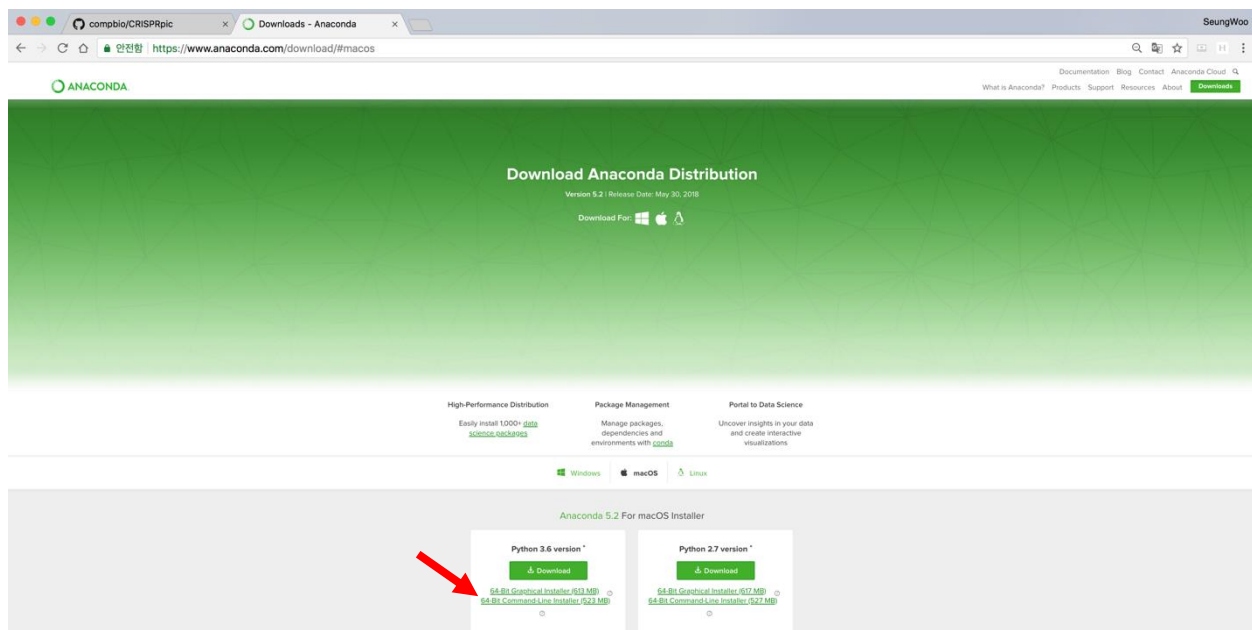 compbio/CRISPRpic
Downloads - Anaconda
SeungWoo
안전함 https://www.anaconda.com/download/#macos
Documentation Blog Contact Anaconda Cloud
ANACONDA
What is Anaconda? Products Support Resources About Downloads
Download Anaconda Distribution
Version 5.2 | Release Date: May 30, 2018
Download For:
High-Performance Distribution
Easily install 1,000+ data
science packages
Package Management
Manage packages,
dependencies and
environments with conda
Portal to Data Science
Uncover insights in your data
and create interactive
visualizations
Windows macOS Linux
Anaconda 5.2 For macOS Installer
Python 3.6 version *
Download
64-Bit Graphical Installer (613 MB)
64-Bit Command-Line Installer (523 MB)
Python 2.7 version *
Download
64-Bit Graphical Installer (617 MB)
64-Bit Command-Line Installer (527 MB)